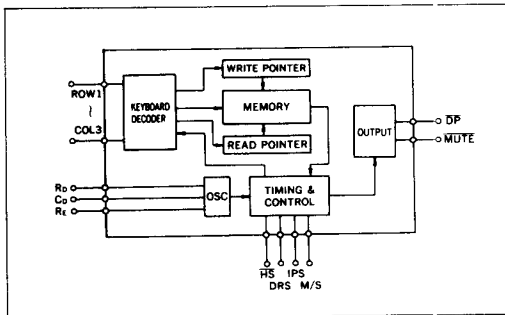 WRITE POINTER
ROW1
KEYBOARD
DECODER
MEMORY
COL3
READ POINTER
OUTPUT
DP
MUTE
RD
CD
RE
OSC
TIMING &
CONTROL
HS IPS
DRS M/S